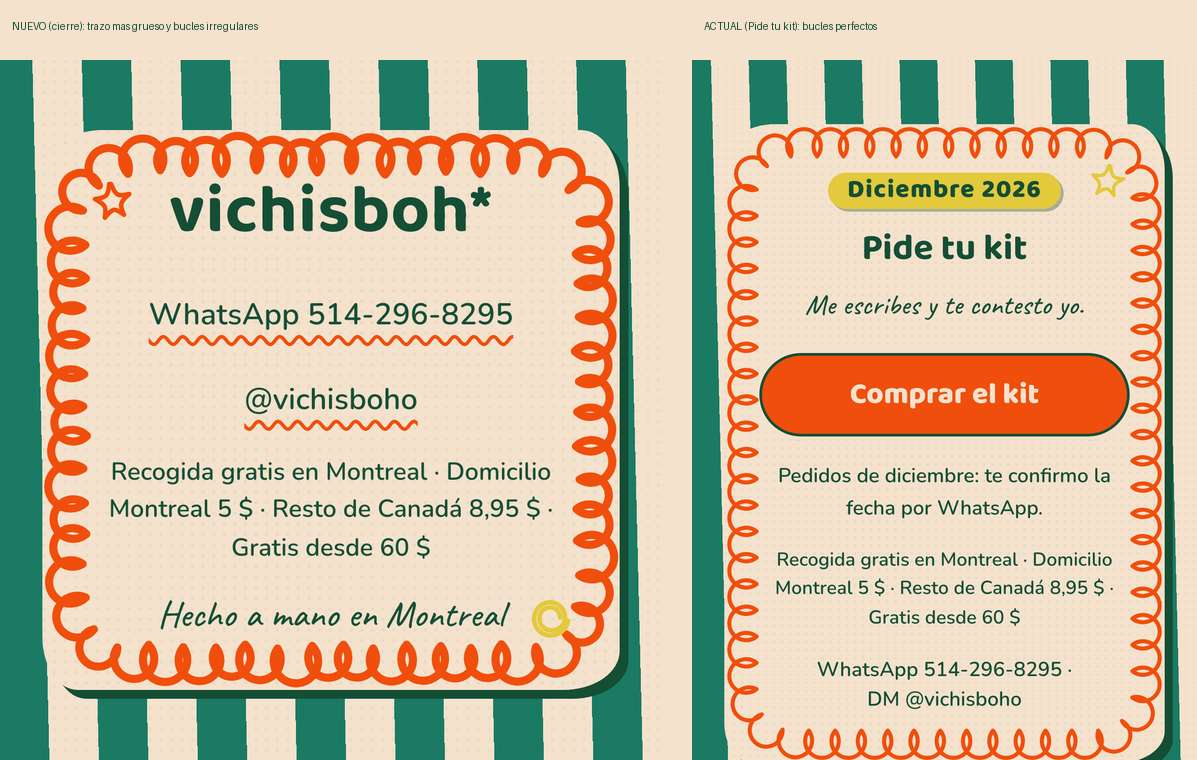 NUEVO (cierre): trazo mas grueso y bucles irregulares
vichisboh*
WhatsApp 514-296-8295
@vichisboho
Recogida gratis en Montreal · Domicilio
Montreal 5 $ · Resto de Canadá 8,95 $ ·
Gratis desde 60 $
Hecho a mano en Montreal
ACTUAL (Pide tu kit): bucles perfectos
Diciembre 2026
Pide tu kit
Me escribes y te contesto yo.
Comprar el kit
Pedidos de diciembre: te confirmo la
fecha por WhatsApp.
Recogida gratis en Montreal · Domicilio
Montreal 5 $ · Resto de Canadá 8,95 $ ·
Gratis desde 60 $
WhatsApp 514-296-8295 ·
DM @vichisboho